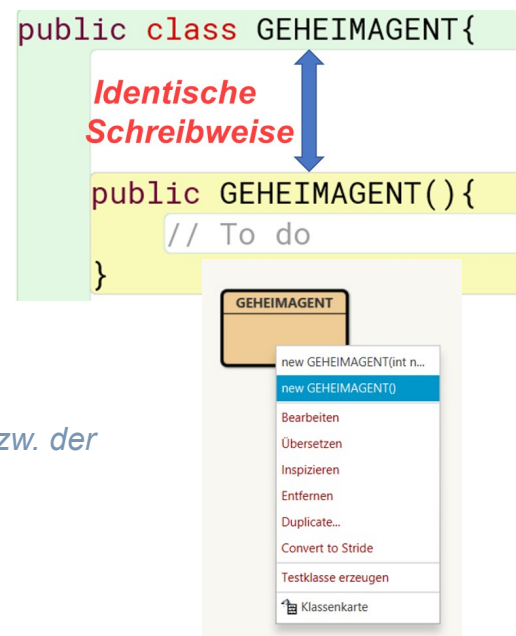 public class GEHEIMAGENT{
Identische
Schreibweise
public GEHEIMAGENT(){
// To do
}
GEHEIMAGENT
new GEHEIMAGENT(int n...
new GEHEIMAGENT()
Bearbeiten
zw. der
Übersetzen
Inspizieren
Entfernen
Duplicate...
Convert to Stride
Testklasse erzeugen
Klassenkarte